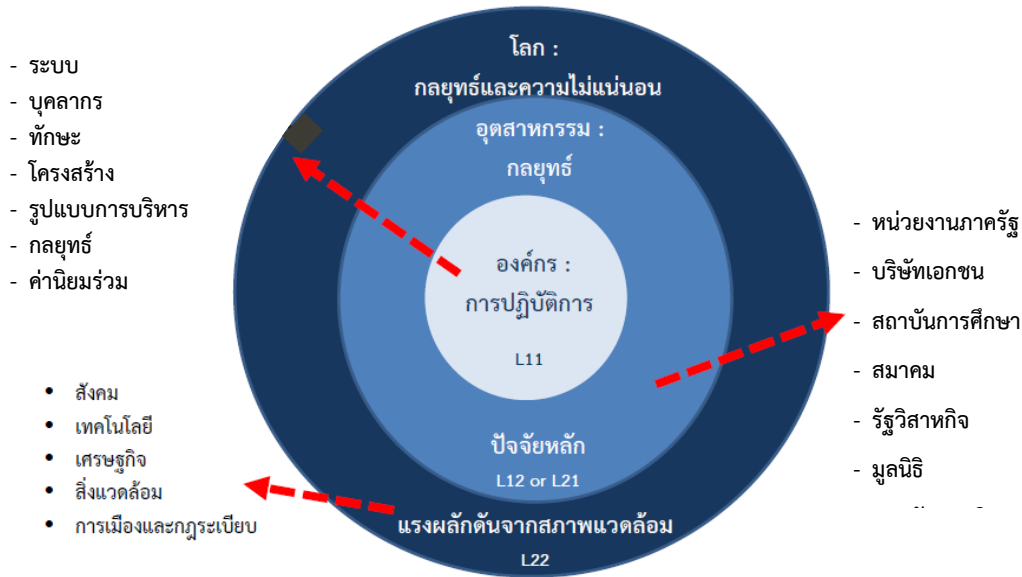 - ระบบ
- บุคลากร
- ทักษะ
- โครงสร้าง
- รูปแบบการบริหาร
- กลยุทธ์
- ค่านิยมร่วม
โลก :
กลยุทธ์และความไม่แน่นอน
อุตสาหกรรม :
กลยุทธ์
องค์กร :
การปฏิบัติการ
L11
ปัจจัยหลัก
L12 or L21
แรงผลักดันจากสภาพแวดล้อม
L22
- หน่วยงานภาครัฐ
- บริษัทเอกชน
- สถาบันการศึกษา
- สมาคม
- รัฐวิสาหกิจ
- มูลนิธิ
• สังคม
• เทคโนโลยี
• เศรษฐกิจ
• สิ่งแวดล้อม
• การเมืองและกฎระเบียบ